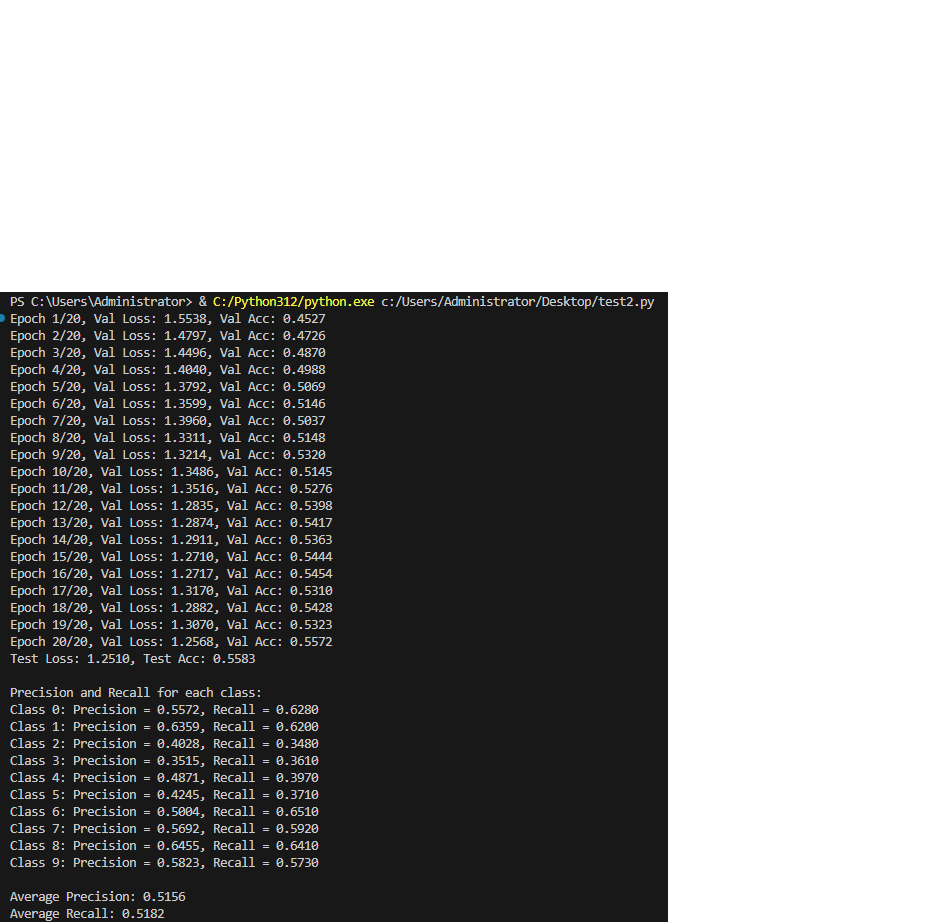 PS C:\Users\Administrator> & C:/Python312/python.exe c:/Users/Administrator/Desktop/test2.py
Epoch 1/20, Val Loss: 1.5538, Val Acc: 0.4527
Epoch 2/20, Val Loss: 1.4797, Val Acc: 0.4726
Epoch 3/20, Val Loss: 1.4496, Val Acc: 0.4870
Epoch 4/20, Val Loss: 1.4040, Val Acc: 0.4988
Epoch 5/20, Val Loss: 1.3792, Val Acc: 0.5069
Epoch 6/20, Val Loss: 1.3599, Val Acc: 0.5146
Epoch 7/20, Val Loss: 1.3960, Val Acc: 0.5037
Epoch 8/20, Val Loss: 1.3311, Val Acc: 0.5148
Epoch 9/20, Val Loss: 1.3214, Val Acc: 0.5320
Epoch 10/20, Val Loss: 1.3486, Val Acc: 0.5145
Epoch 11/20, Val Loss: 1.3516, Val Acc: 0.5276
Epoch 12/20, Val Loss: 1.2835, Val Acc: 0.5398
Epoch 13/20, Val Loss: 1.2874, Val Acc: 0.5417
Epoch 14/20, Val Loss: 1.2911, Val Acc: 0.5363
Epoch 15/20, Val Loss: 1.2710, Val Acc: 0.5444
Epoch 16/20, Val Loss: 1.2717, Val Acc: 0.5454
Epoch 17/20, Val Loss: 1.3170, Val Acc: 0.5310
Epoch 18/20, Val Loss: 1.2882, Val Acc: 0.5428
Epoch 19/20, Val Loss: 1.3070, Val Acc: 0.5323
Epoch 20/20, Val Loss: 1.2568, Val Acc: 0.5572
Test Loss: 1.2510, Test Acc: 0.5583
Precision and Recall for each class:
Class 0: Precision = 0.5572, Recall = 0.6280
Class 1: Precision = 0.6359, Recall = 0.6200
Class 2: Precision = 0.4028, Recall = 0.3480
Class 3: Precision = 0.3515, Recall = 0.3610
Class 4: Precision = 0.4871, Recall = 0.3970
Class 5: Precision = 0.4245, Recall = 0.3710
Class 6: Precision = 0.5004, Recall = 0.6510
Class 7: Precision = 0.5692, Recall = 0.5920
Class 8: Precision = 0.6455, Recall = 0.6410
Class 9: Precision = 0.5823, Recall = 0.5730
Average Precision: 0.5156
Average Recall: 0.5182